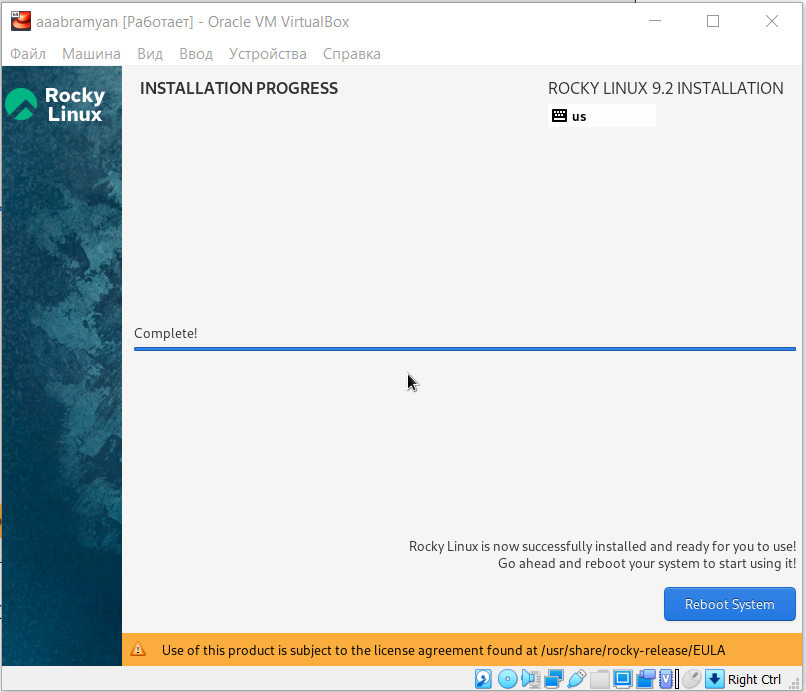 aaabramyan [Работает] - Oracle VM VirtualBox
Файл Машина Вид Ввод Устройства Справка
Rocky
Linux
INSTALLATION PROGRESS
ROCKY LINUX 9.2 INSTALLATION
us
Complete!
Rocky Linux is now successfully installed and ready for you to use!
Go ahead and reboot your system to start using it!
Reboot System
Use of this product is subject to the license agreement found at /usr/share/rocky-release/EULA
Right Ctrl